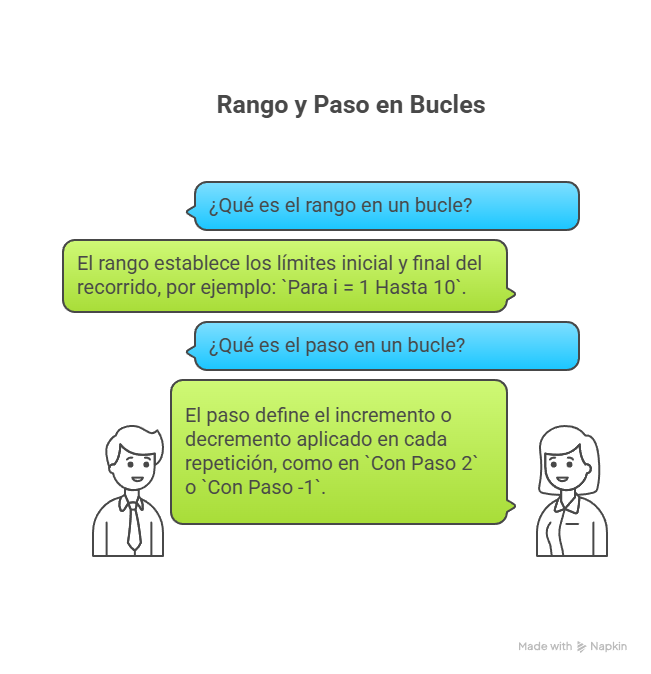 Rango y Paso en Bucles
¿Qué es el rango en un bucle?
El rango establece los límites inicial y final del
recorrido, por ejemplo: `Para i = 1 Hasta 10`.
¿Qué es el paso en un bucle?
El paso define el incremento o
decremento aplicado en cada
repetición, como en `Con Paso 2`
o `Con Paso -1`.
Made with Napkin